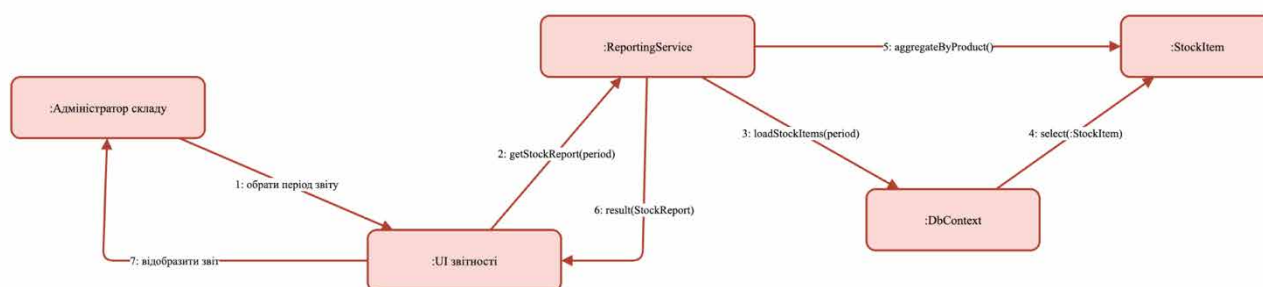 :ReportingService
5: aggregateByProduct()
:StockItem
:Адміністратор складу
2: getStockReport(period)
3: loadStockItems(period)
4: select(:StockItem)
1: обрати період звіту
6: result(StockReport)
:DbContext
7: відобразити звіт
:UI звітності